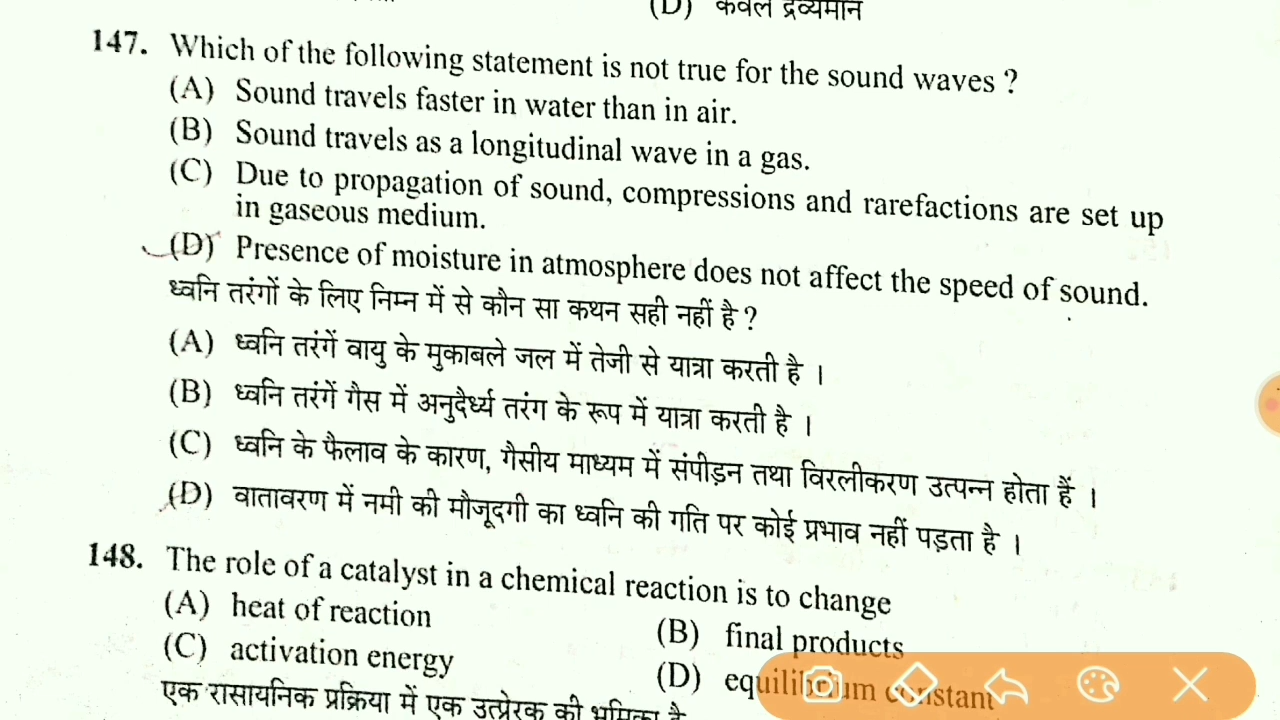 (D) केवल द्रव्यमान
147. Which of the following statement is not true for the sound waves ?
(A) Sound travels faster in water than in air.
(B) Sound travels as a longitudinal wave in a gas.
(C) Due to propagation of sound, compressions and rarefactions are set up
in gaseous medium.
(D) Presence of moisture in atmosphere does not affect the speed of sound.
ध्वनि तरंगों के लिए निम्न में से कौन सा कथन सही नहीं है ?
(A) ध्वनि तरंगें वायु के मुकाबले जल में तेजी से यात्रा करती है ।
(B) ध्वनि तरंगें गैस में अनुदैर्ध्य तरंग के रूप में यात्रा करती है ।
(C) ध्वनि के फैलाव के कारण, गैसीय माध्यम में संपीड़न तथा विरलीकरण उत्पन्न होता हैं ।
(D) वातावरण में नमी की मौजूदगी का ध्वनि की गति पर कोई प्रभाव नहीं पड़ता है ।
148. The role of a catalyst in a chemical reaction is to change
(A) heat of reaction
(B) final products
(C) activation energy
(D) equilibrium constant
एक रासायनिक प्रक्रिया में एक उत्प्रेरक की भूमिका है